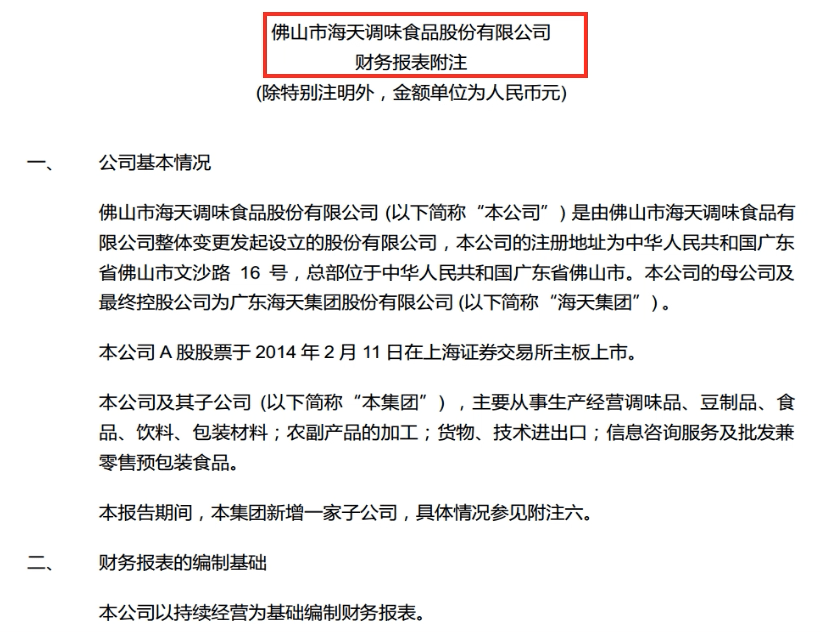 佛山市海天调味食品股份有限公司
财务报表附注
(除特别注明外，金额单位为人民币元)
一、 公司基本情况
佛山市海天调味食品股份有限公司 (以下简称“本公司”) 是由佛山市海天调味食品有
限公司整体变更发起设立的股份有限公司，本公司的注册地址为中华人民共和国广东
省佛山市文沙路 16 号，总部位于中华人民共和国广东省佛山市。本公司的母公司及
最终控股公司为广东海天集团股份有限公司 (以下简称“海天集团”) 。
本公司 A 股股票于 2014 年 2 月 11 日在上海证券交易所主板上市。
本公司及其子公司 (以下简称“本集团”) ，主要从事生产经营调味品、豆制品、食
品、饮料、包装材料；农副产品的加工；货物、技术进出口；信息咨询服务及批发兼
零售预包装食品。
本报告期间，本集团新增一家子公司，具体情况参见附注六。
二、 财务报表的编制基础
本公司以持续经营为基础编制财务报表。